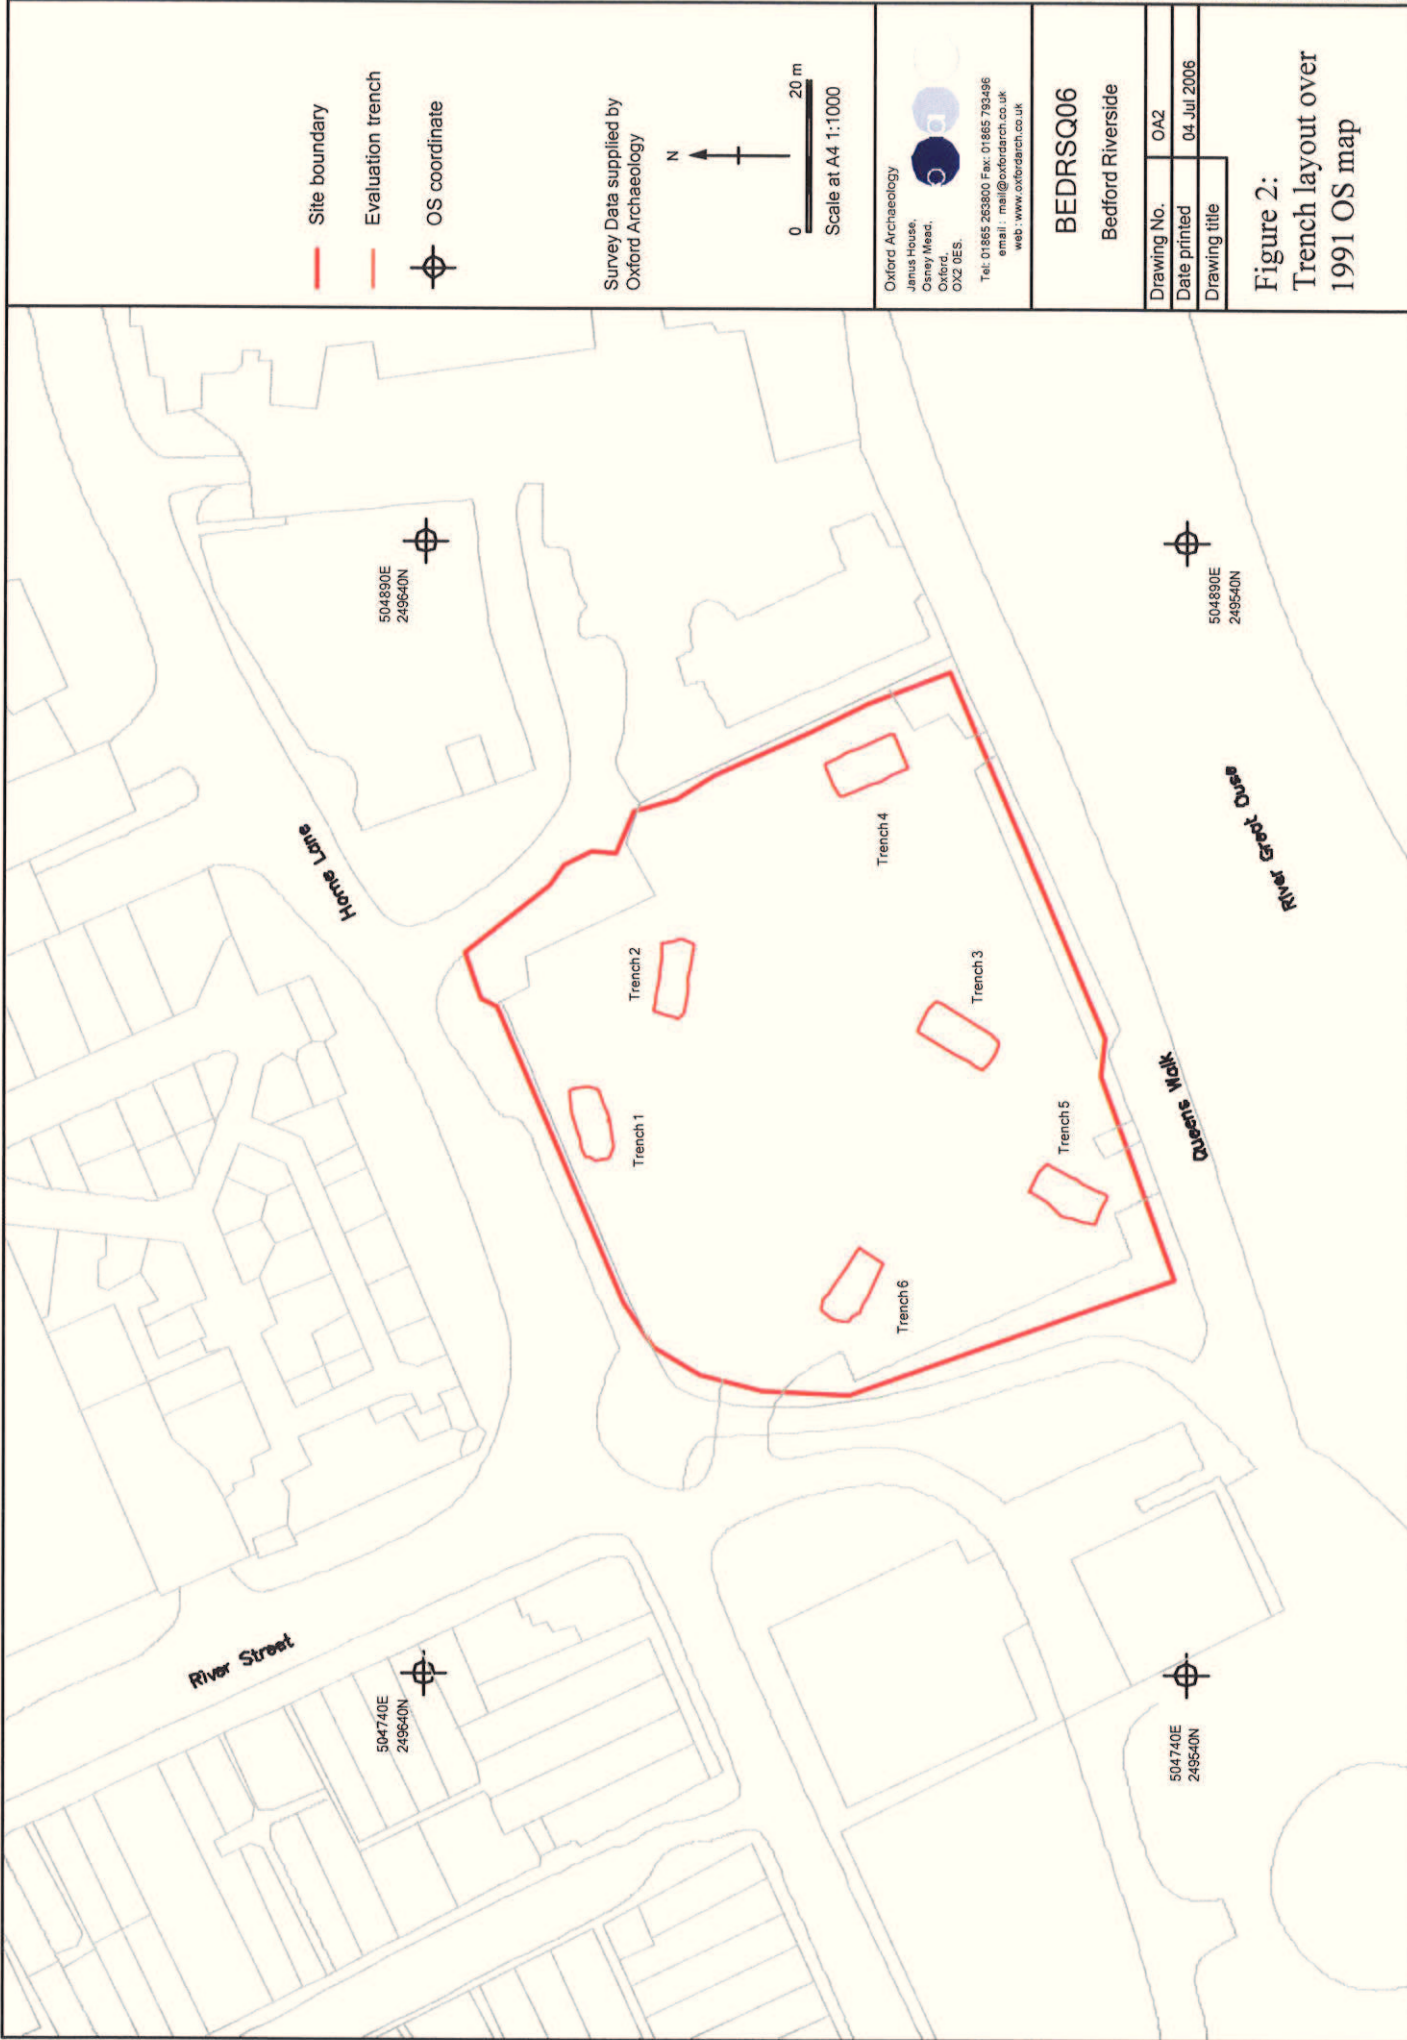 Home Lane
River Street
504890E
249640N
504740E
249640N
Trench 1
Trench 2
Trench 3
Trench 4
Trench 5
Trench 6
Queens Walk
River Great Ouse
504890E
249540N
504740E
249540N
Site boundary
Evaluation trench
OS coordinate
Survey Data supplied by
Oxford Archaeology
N
0 20 m
Scale at A4 1:1000
Oxford Archaeology
Janus House,
Osney Mead,
Oxford,
OX2 0ES.
Tel: 01865 263800 Fax: 01865 793496
email : mail@oxfordarch.co.uk
web : www.oxfordarch.co.uk
BEDRSQ06
Bedford Riverside
Drawing No. OA2
Date printed 04 Jul 2006
Drawing title
Figure 2:
Trench layout over
1991 OS map